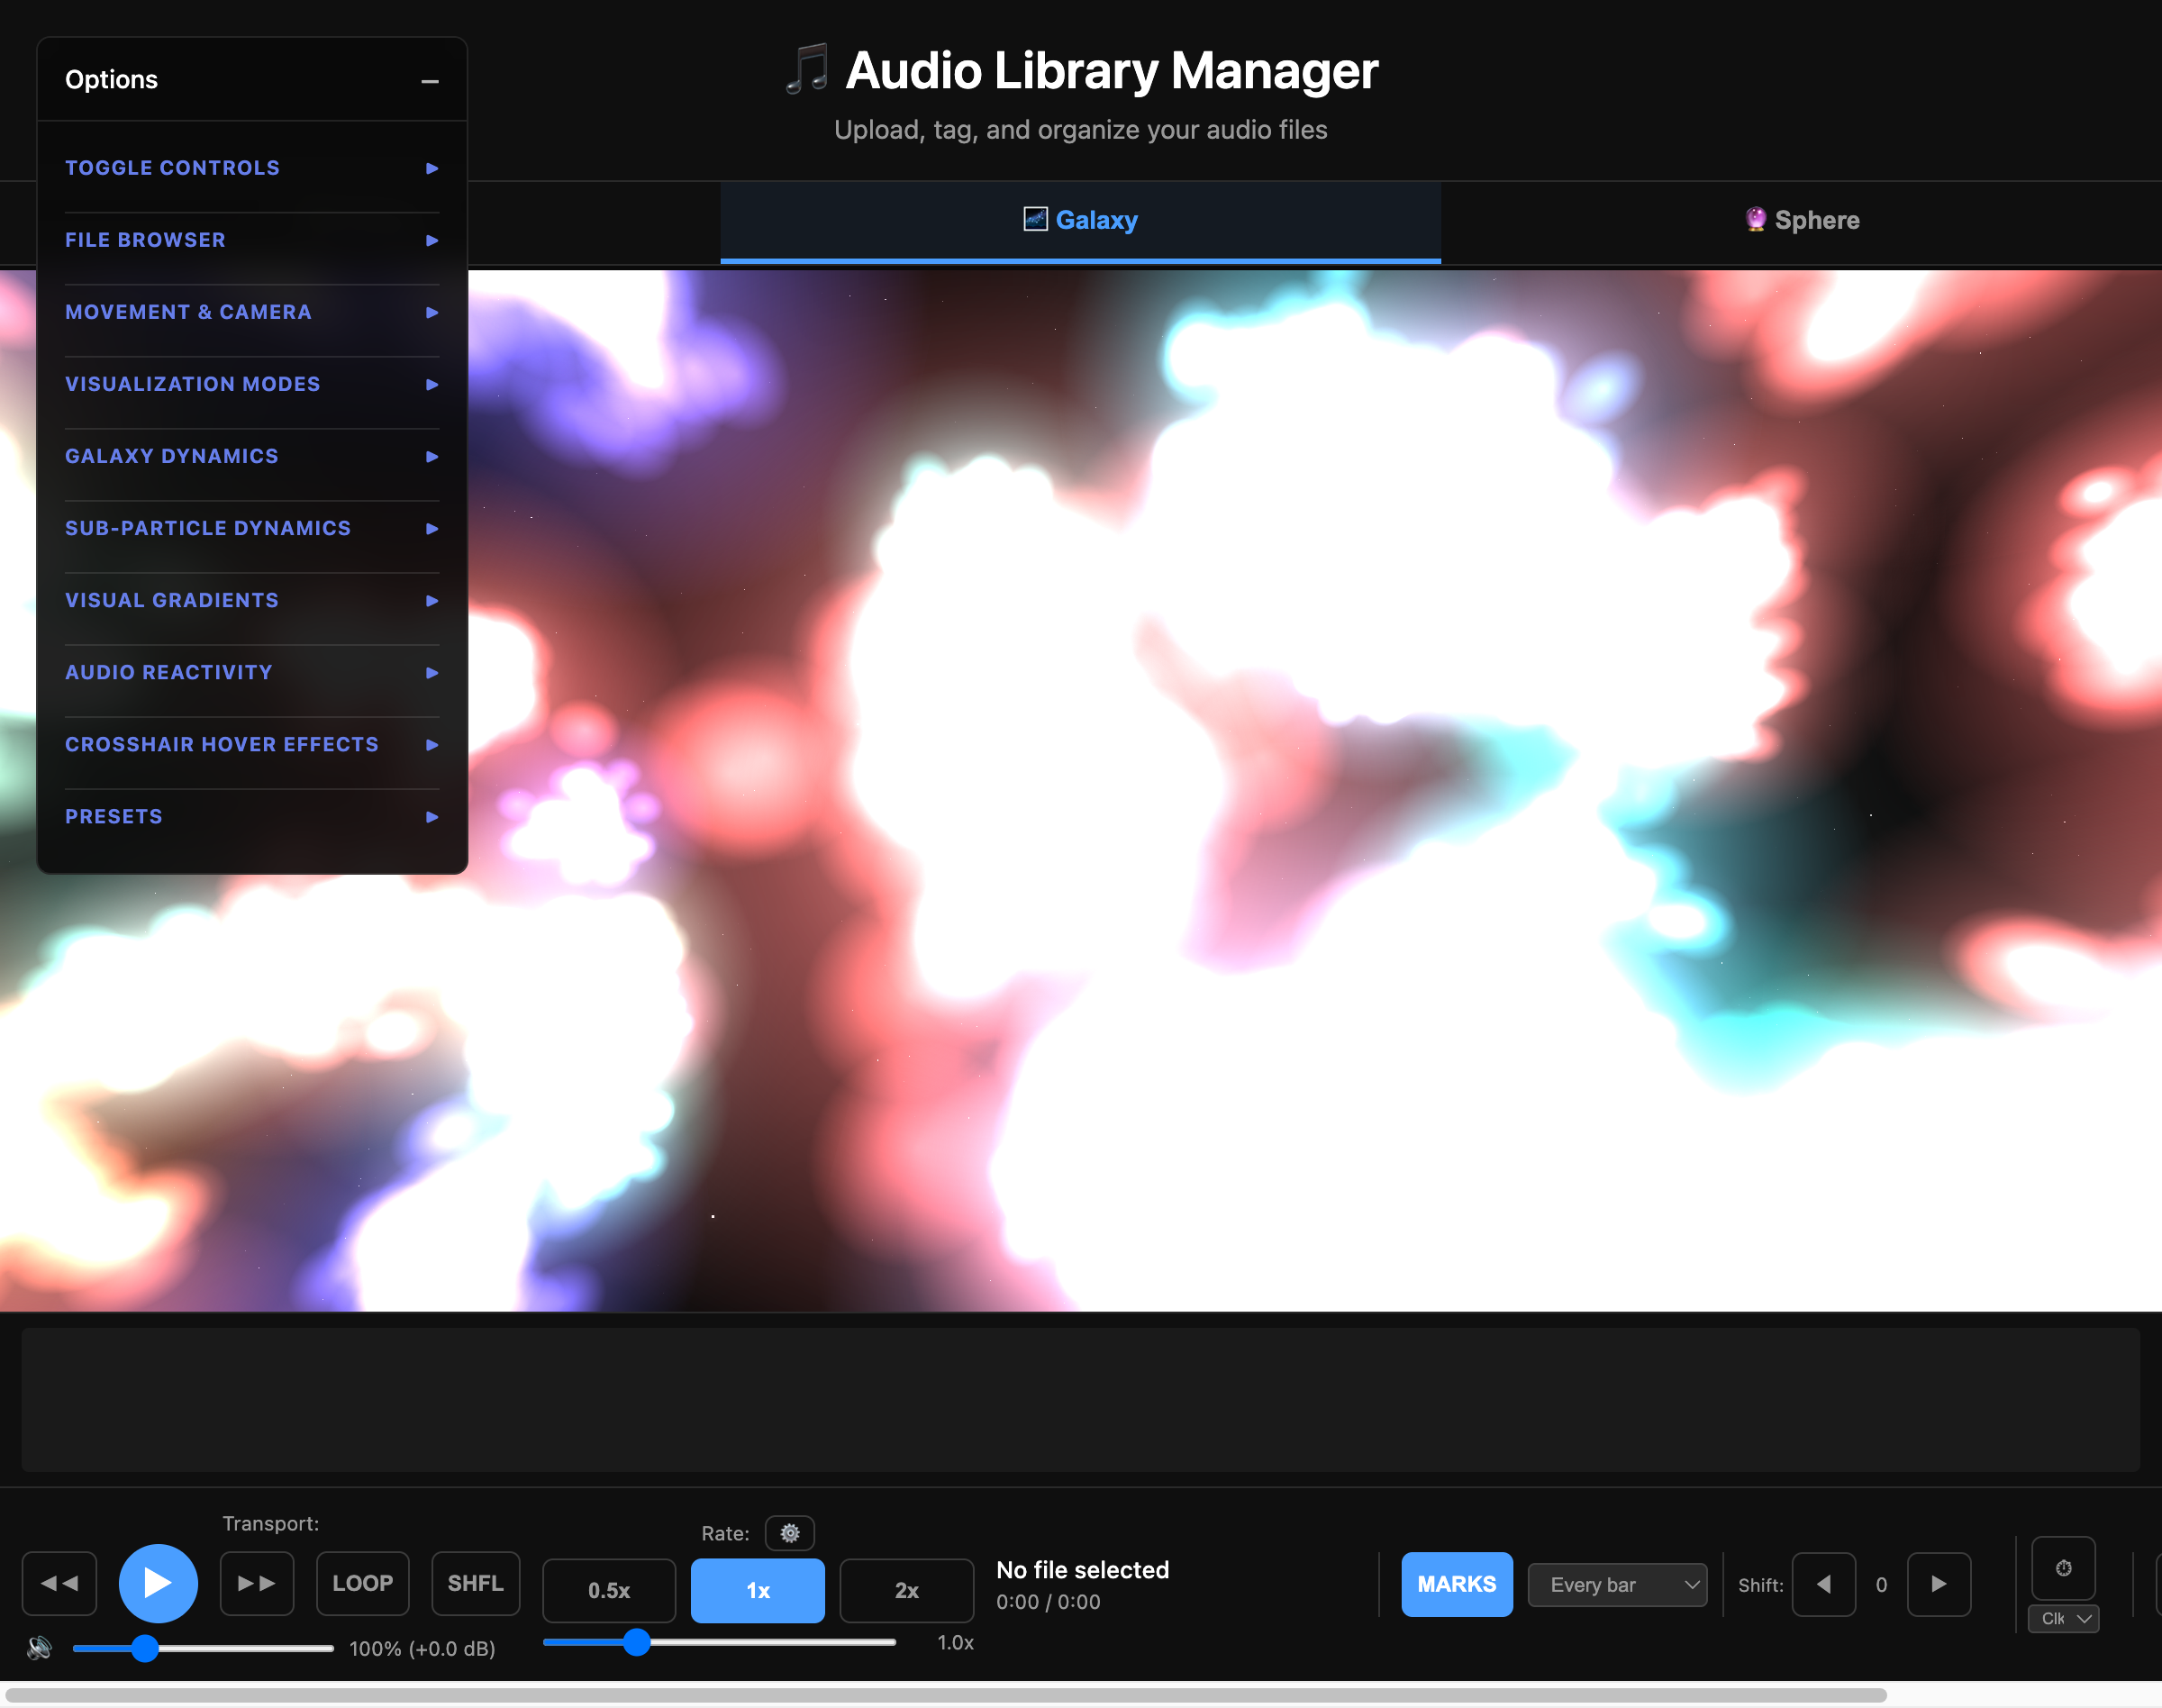 Audio Library Manager
Upload, tag, and organize your audio files
Options
TOGGLE CONTROLS
FILE BROWSER
MOVEMENT & CAMERA
VISUALIZATION MODES
GALAXY DYNAMICS
SUB-PARTICLE DYNAMICS
VISUAL GRADIENTS
AUDIO REACTIVITY
CROSSHAIR HOVER EFFECTS
PRESETS
Galaxy
Sphere
Transport:
LOOP
SHFL
100% (+0.0 dB)
Rate:
0.5x
1x
2x
1.0x
No file selected
0:00 / 0:00
MARKS
Every bar
Shift:
0
Clk